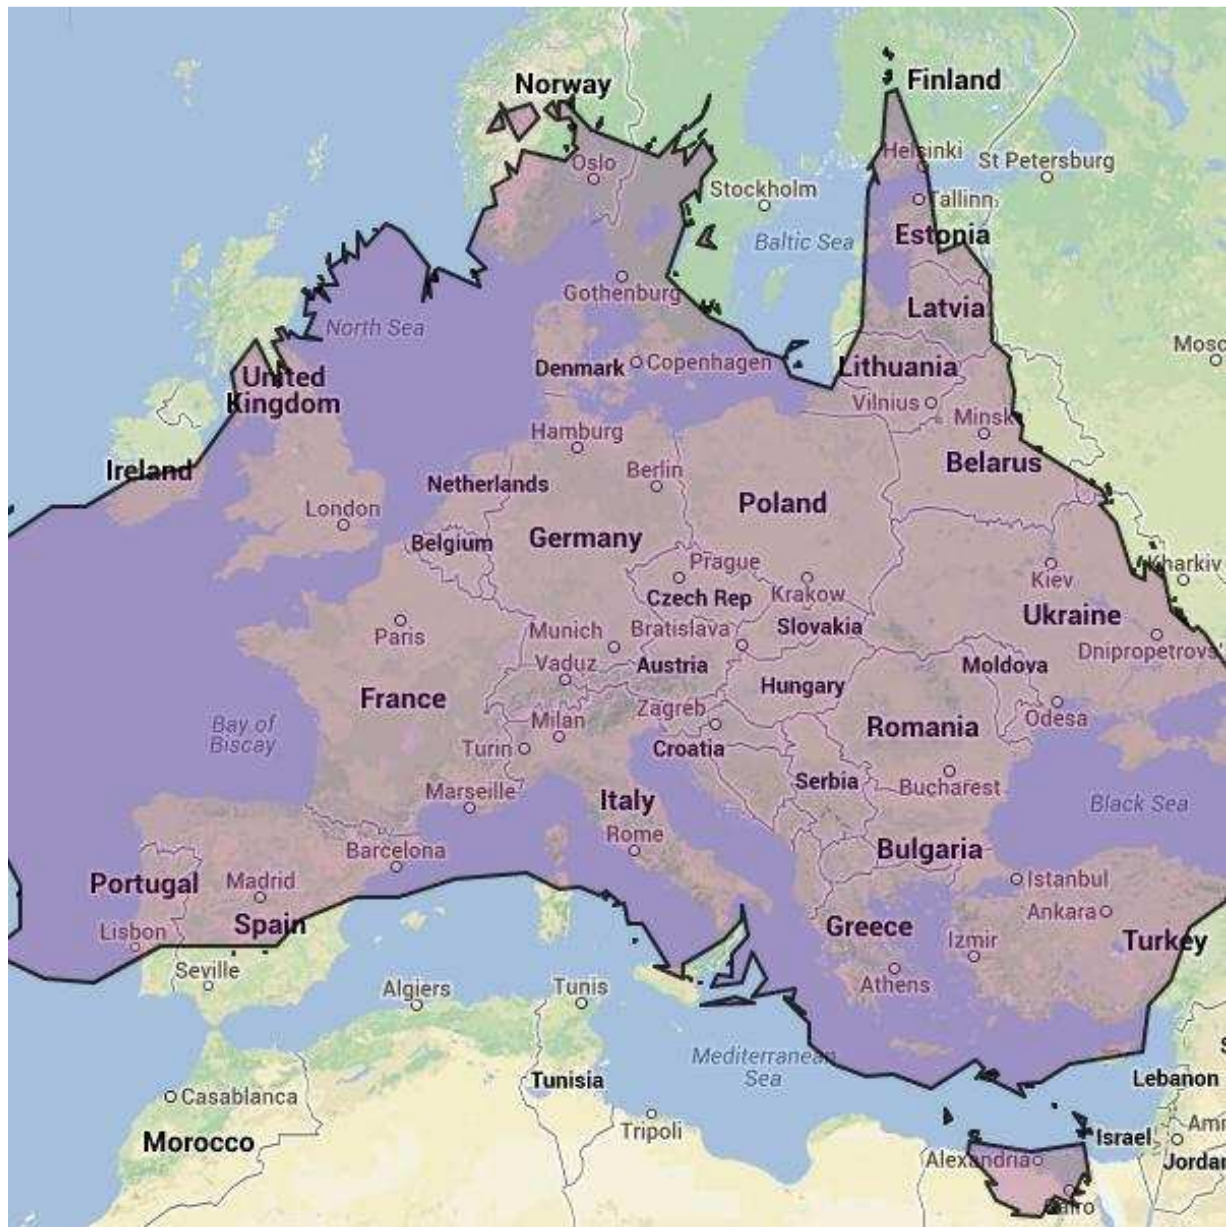 Norway
Finland
Oslo
Helsinki
St Petersburg
Stockholm
Tallinn
Baltic Sea
Estonia
Gothenburg
Latvia
North Sea
Mosc
Denmark
Copenhagen
Lithuania
United
Kingdom
Vilnius
Minsk
Hamburg
Ireland
Berlin
Belarus
Netherlands
London
Poland
Belgium
Germany
Prague
Kharkiv
Kiev
Czech Rep
Krakow
Ukraine
Paris
Munich
Bratislava
Slovakia
Dnipropetrovs'
Vaduz
Austria
Moldova
France
Hungary
Zagreb
Odesa
Bay of
Biscay
Milan
Romania
Turin
Croatia
Serbia
Bucharest
Marseille
Italy
Black Sea
Rome
Barcelona
Bulgaria
Portugal
Madrid
Istanbul
Ankara
Lisbon
Spain
Greece
Izmir
Turkey
Seville
Athens
Algiers
Tunis
Mediterranean
Sea
Tunisia
Lebanon
Casablanca
Tripoli
Morocco
Israel
Amr
Alexandria
Jordar